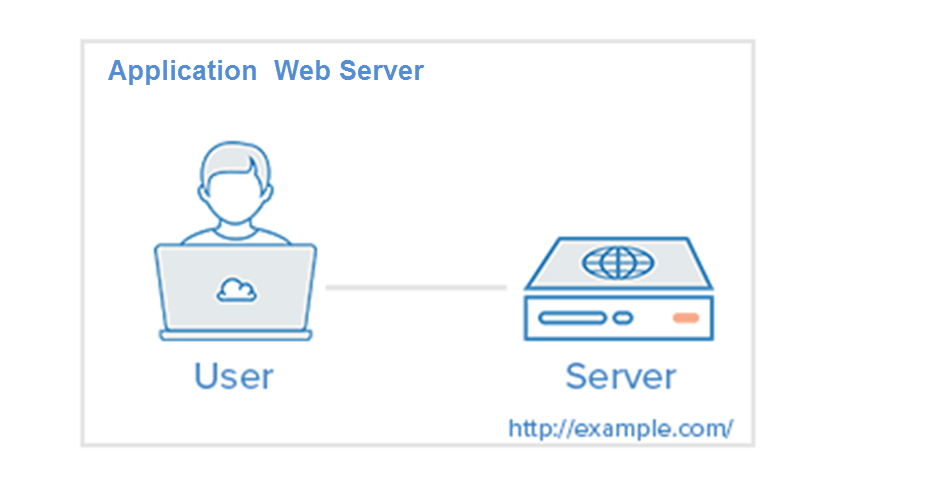 Application  Web Server
User
Server
http://example.com/